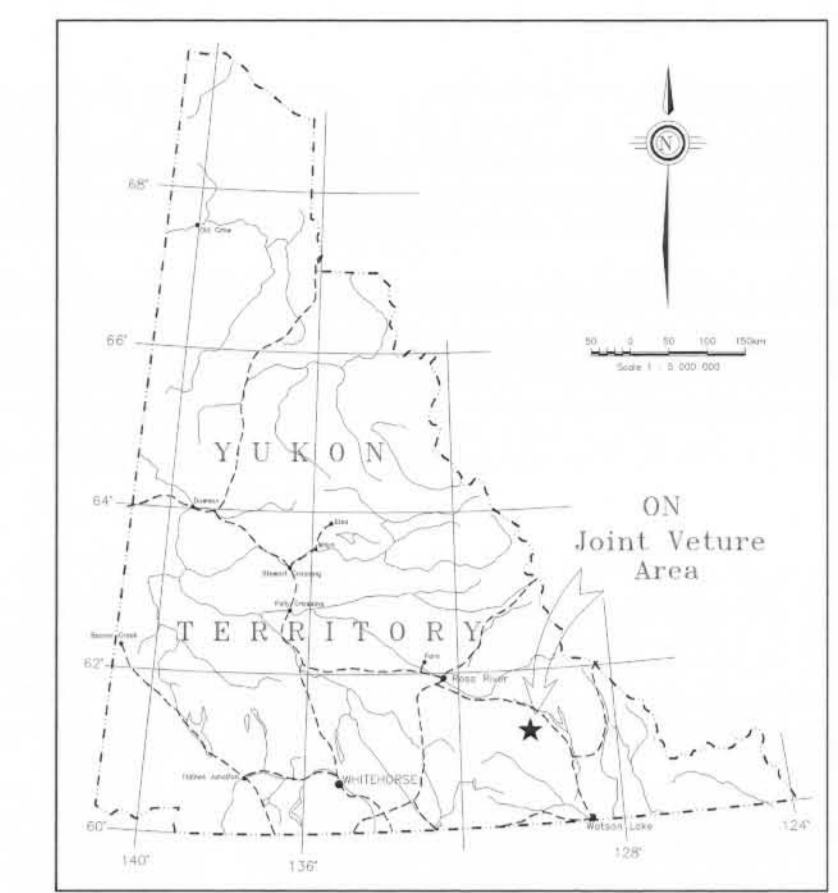 N
68°
Old Crow
66°
50 0 50 100 150km
Scale 1 : 5 000 000
YUKON
64°
Dawson
Elsa
Mayo
Stewart Crossing
ON
Joint Veture
Area
Pelly Crossing
TERRITORY
Beaver Creek
62°
Faro
Ross River
Haines Junction
WHITEHORSE
60°
Watson Lake
140°
136°
128°
124°